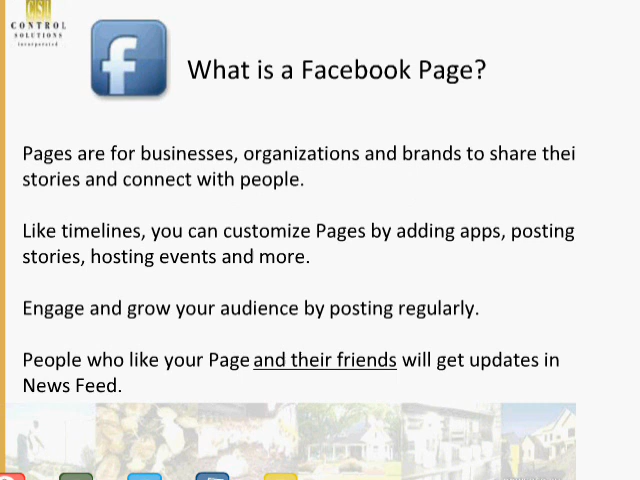 CSI
CONTROL
SOLUTIONS
incorporated
What is a Facebook Page?
Pages are for businesses, organizations and brands to share thei
stories and connect with people.
Like timelines, you can customize Pages by adding apps, posting
stories, hosting events and more.
Engage and grow your audience by posting regularly.
People who like your Page and their friends will get updates in
News Feed.